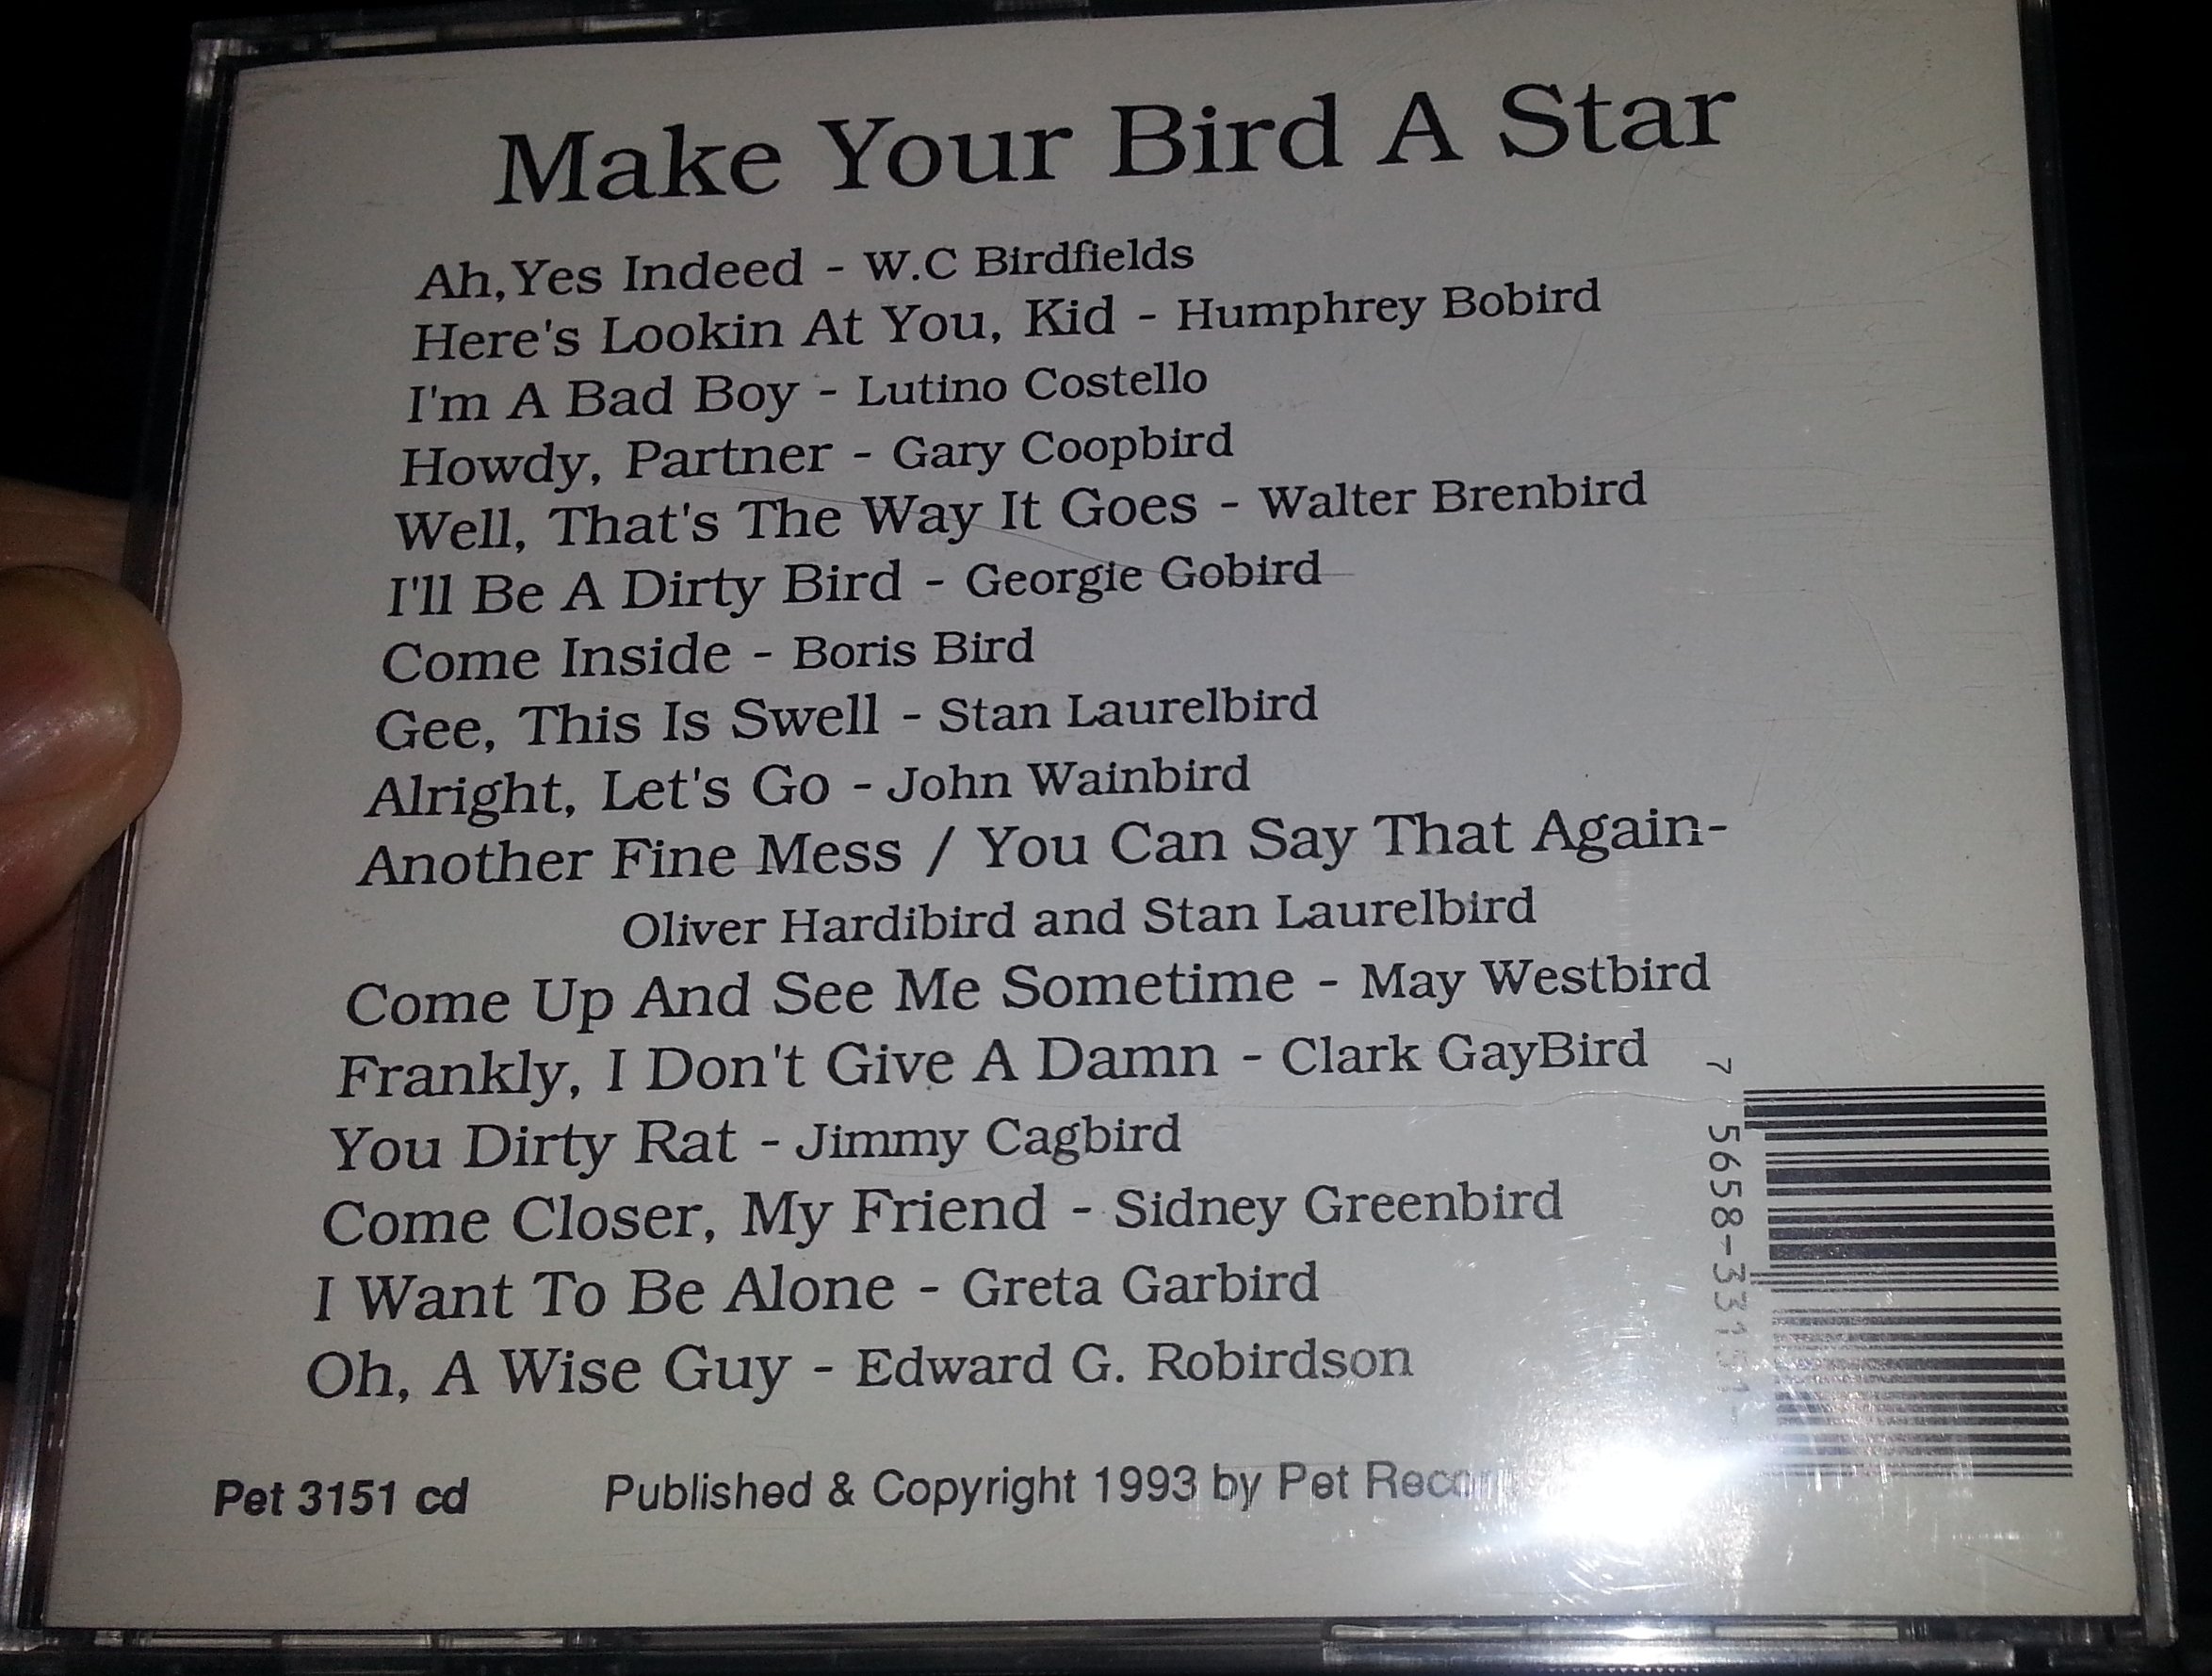 Make Your Bird A Star
Ah,Yes Indeed - W.C Birdfields
Here's Lookin At You, Kid - Humphrey Bobird
I'm A Bad Boy - Lutino Costello
Howdy, Partner - Gary Coopbird
Well, That's The Way It Goes - Walter Brenbird
I'll Be A Dirty Bird - Georgie Gobird
Come Inside - Boris Bird
Gee, This Is Swell - Stan Laurelbird
Alright, Let's Go - John Wainbird
Another Fine Mess / You Can Say That Again-
Oliver Hardibird and Stan Laurelbird
Come Up And See Me Sometime - May Westbird
Frankly, I Don't Give A Damn - Clark GayBird
You Dirty Rat - Jimmy Cagbird
Come Closer, My Friend - Sidney Greenbird
I Want To Be Alone - Greta Garbird
Oh, A Wise Guy - Edward G. Robirdson
7 5658-33151-
Pet 3151 cd Published & Copyright 1993 by Pet